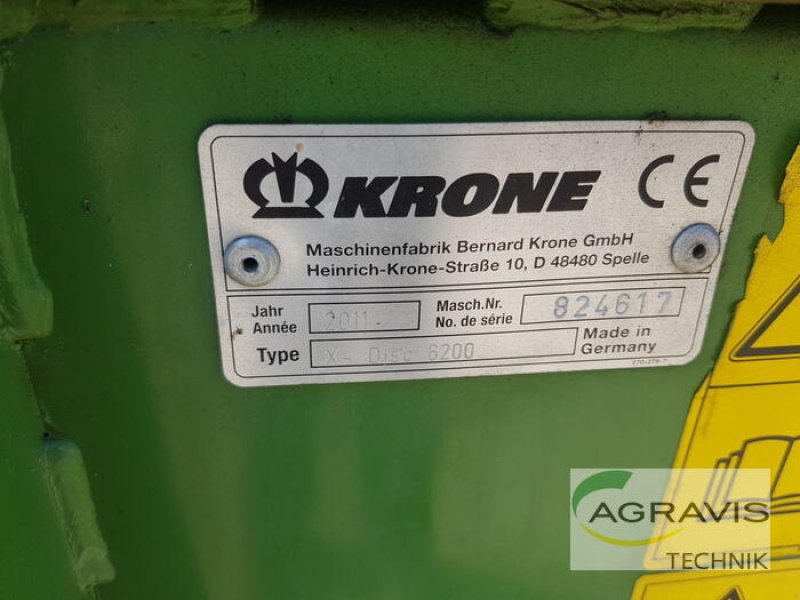 KRONE CE
Maschinenfabrik Bernard Krone GmbH
Heinrich-Krone-Straße 10, D 48480 Spelle
Jahr
Année
2011
Masch.Nr.
No. de série
824617
Type
X- Disc 6200
Made in
Germany
AGRAVIS
TECHNIK